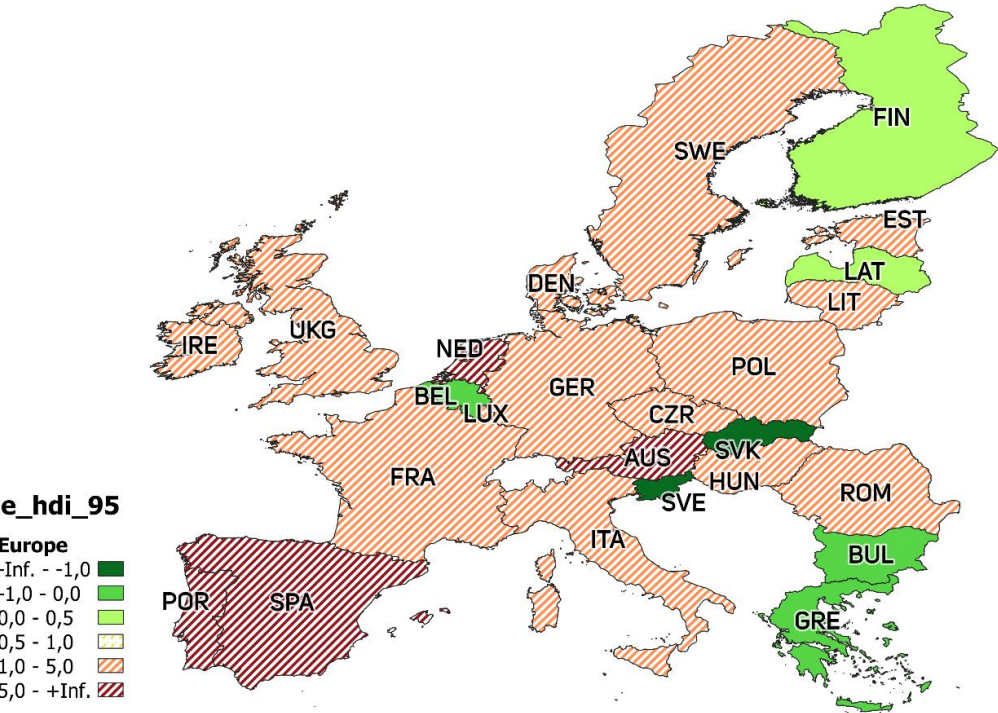 FIN
SWE
EST
LAT
DEN
LIT
UKG
IRE
NED
POL
GER
BEL
LUX
CZR
AUS
SVK
FRA
HUN
ROM
SVE
e_hdi_95
ITA
Europe
BUL
-Inf. - -1,0
-1,0 - 0,0
POR
SPA
0,0 - 0,5
GRE
0,5 - 1,0
1,0 - 5,0
5,0 - +Inf.